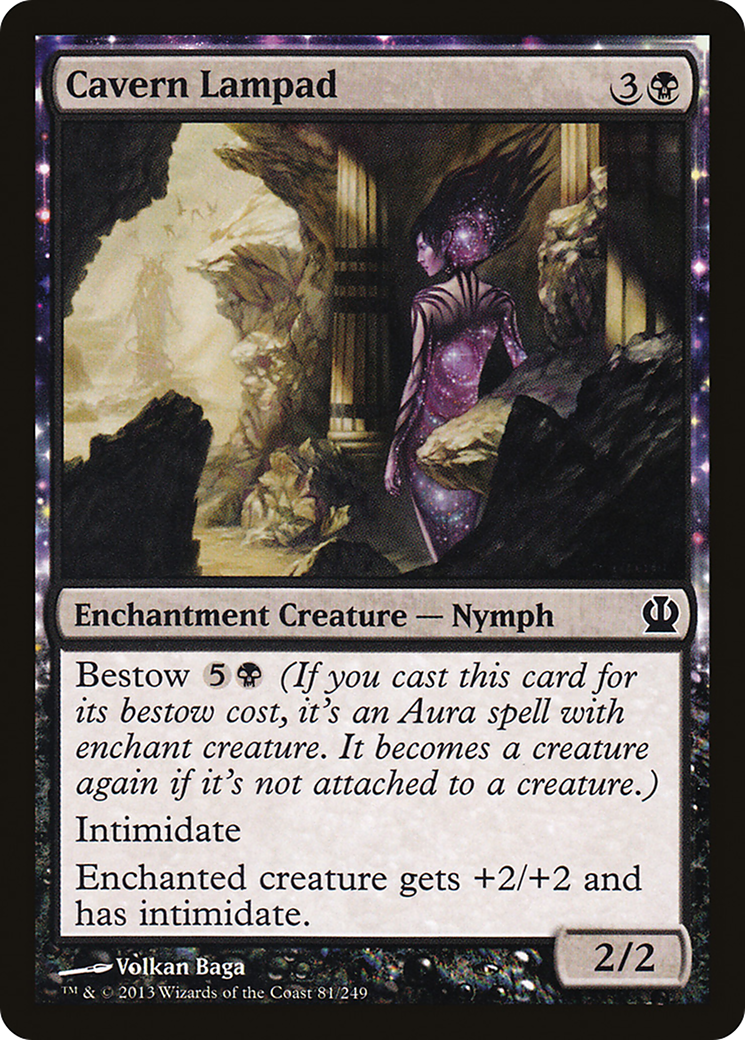 Cavern Lampad 3
Enchantment Creature — Nymph
Bestow 5 (If you cast this card for
its bestow cost, it's an Aura spell with
enchant creature. It becomes a creature
again if it's not attached to a creature.)
Intimidate
Enchanted creature gets +2/+2 and
has intimidate.
2/2
Volkan Baga
™ & © 2013 Wizards of the Coast 81/249